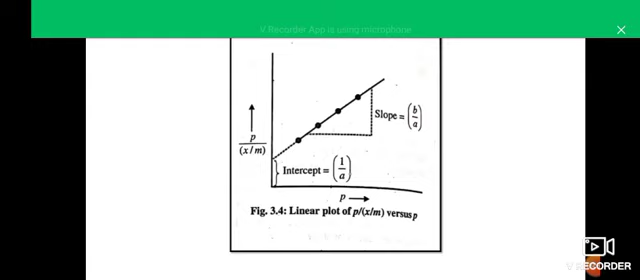 V Recorder App is using microphone
Slope = (b/a)
p
(x/m)
Intercept = (1/a)
p
Fig. 3.4: Linear plot of p/(x/m) versus p
V RECORDER